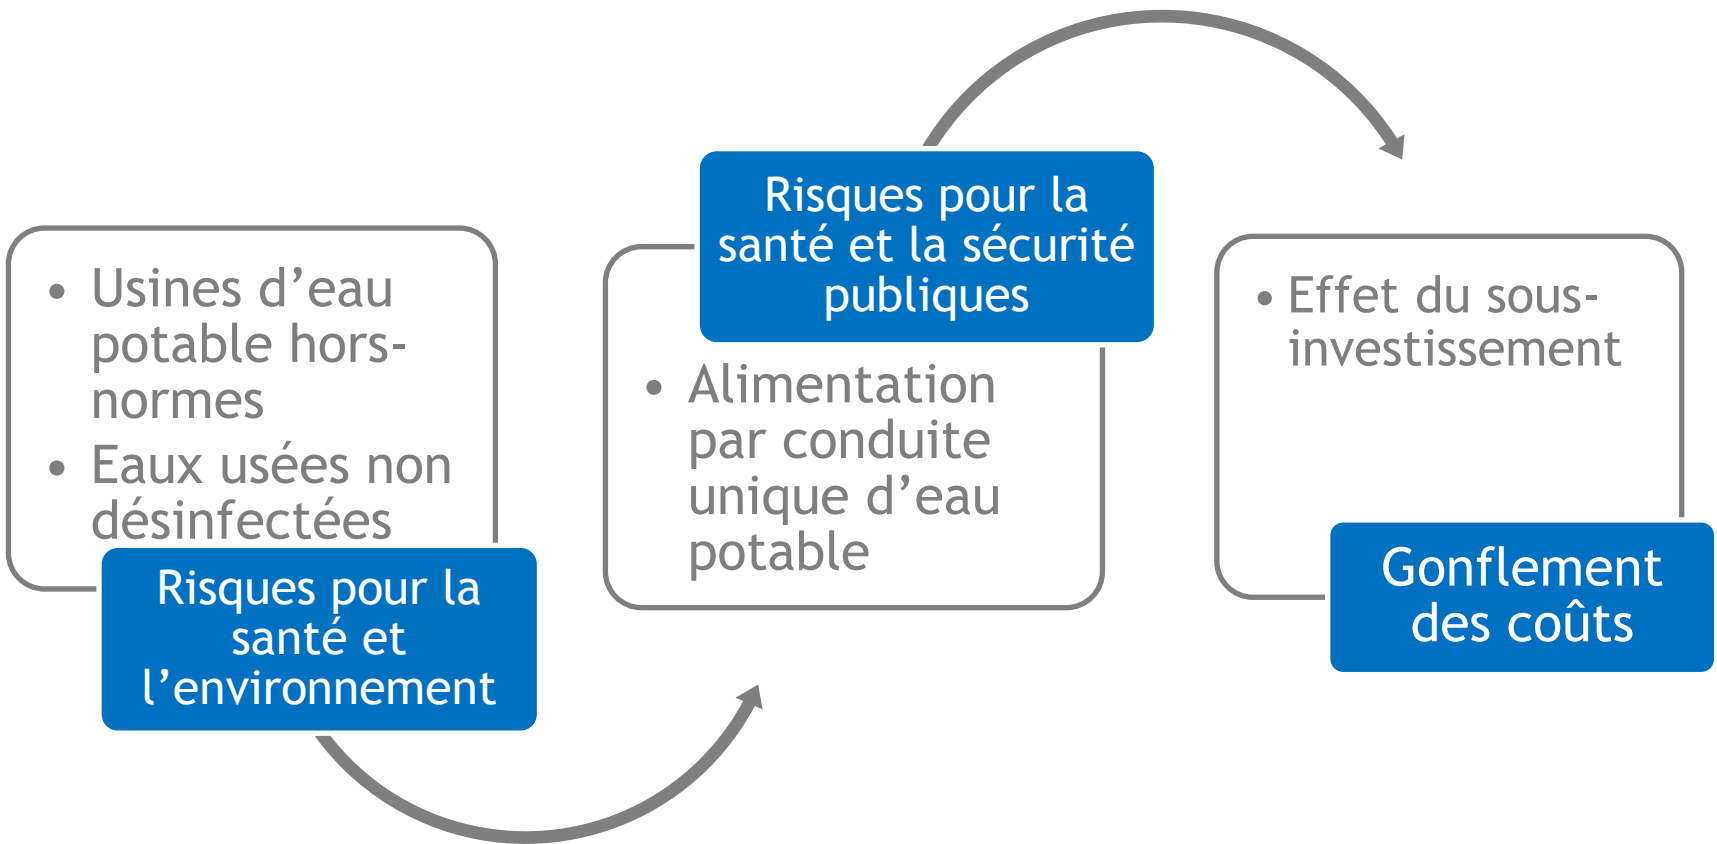 • Usines d’eau
potable hors-
normes
• Eaux usées non
désinfectées
Risques pour la
santé et
l’environnement
Risques pour la
santé et la sécurité
publiques
• Alimentation
par conduite
unique d’eau
potable
• Effet du sous-
investissement
Gonflement
des coûts